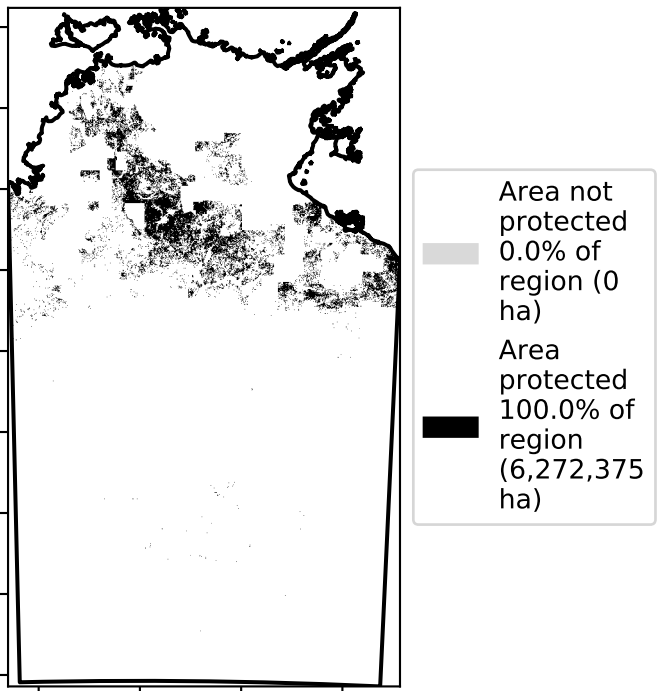 Area not
protected
0.0% of
region (0
ha)
Area
protected
100.0% of
region
(6,272,375
ha)